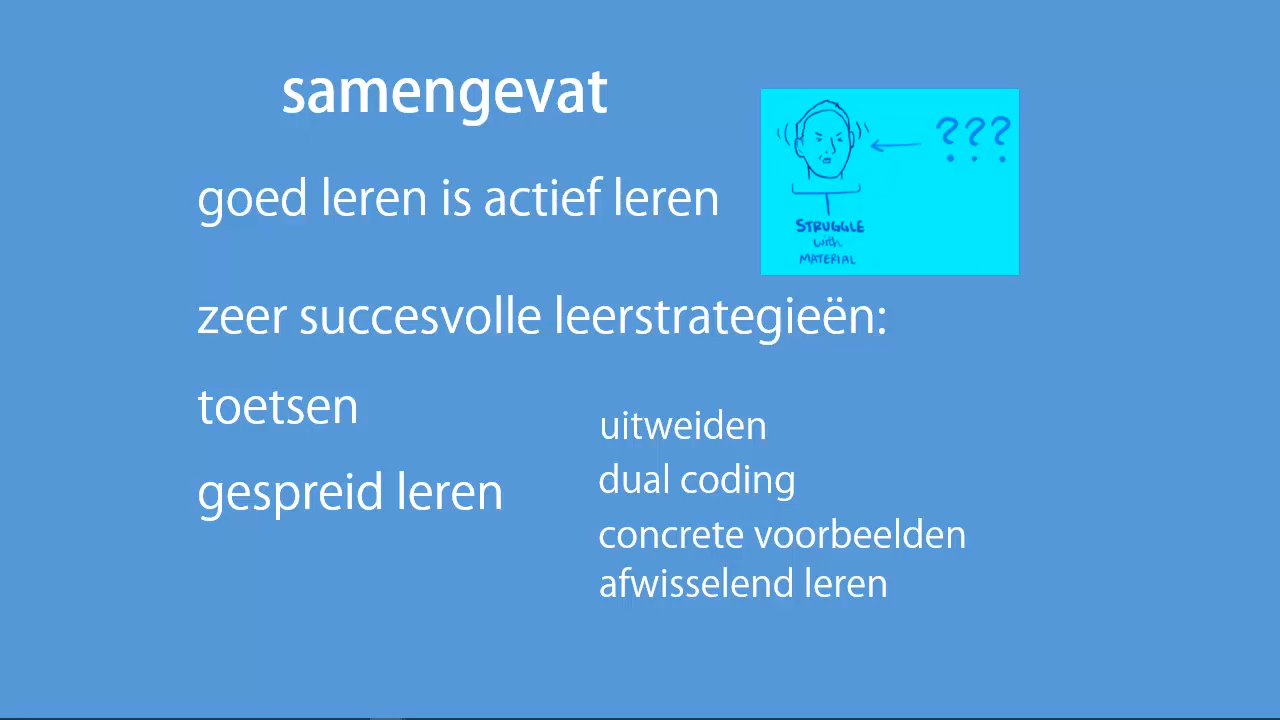 samengevat
goed leren is actief leren
???
STRUGGLE
with
MATERIAL
zeer succesvolle leerstrategieën:
toetsen
gespreid leren
uitweiden
dual coding
concrete voorbeelden
afwisselend leren